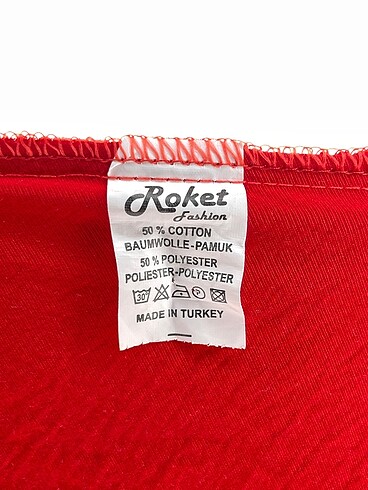 Roket
Fashion
50 % COTTON
BAUMWOLLE-PAMUK
50 % POLYESTER
POLIESTER-POLYESTER
30° P
MADE IN TURKEY